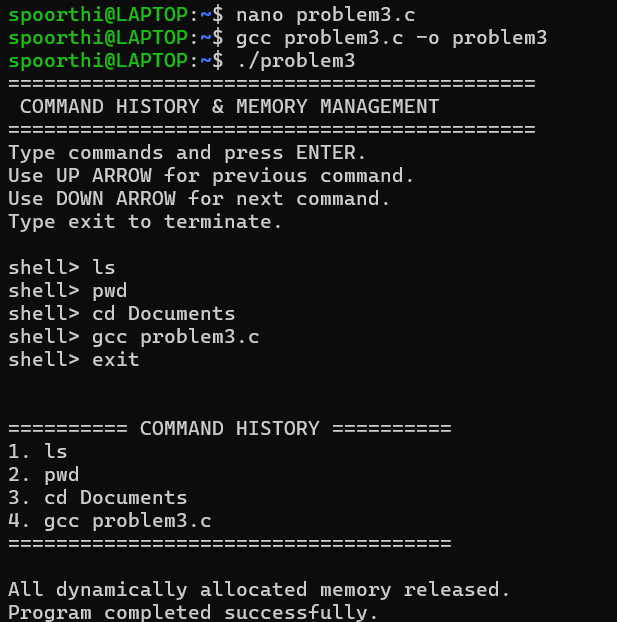 spoorthi@LAPTOP:~$ nano problem3.c
spoorthi@LAPTOP:~$ gcc problem3.c -o problem3
spoorthi@LAPTOP:~$ ./problem3
============================================
 COMMAND HISTORY & MEMORY MANAGEMENT
============================================
Type commands and press ENTER.
Use UP ARROW for previous command.
Use DOWN ARROW for next command.
Type exit to terminate.

shell> ls
shell> pwd
shell> cd Documents
shell> gcc problem3.c
shell> exit


========== COMMAND HISTORY ==========
1. ls
2. pwd
3. cd Documents
4. gcc problem3.c
=====================================

All dynamically allocated memory released.
Program completed successfully.